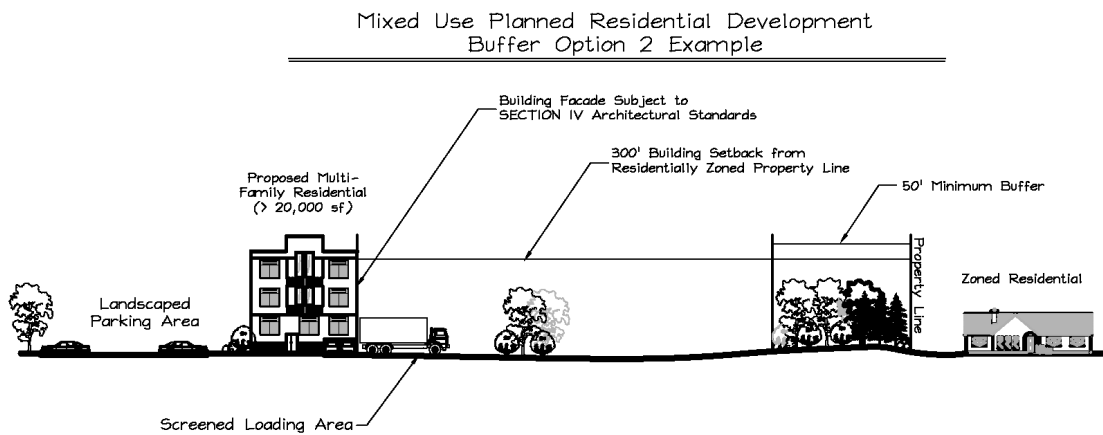 Mixed Use Planned Residential Development
Buffer Option 2 Example
Building Facade Subject to
SECTION IV Architectural Standards
300' Building Setback from
Residentially Zoned Property Line
Proposed Multi-
Family Residential
(> 20,000 sf)
50' Minimum Buffer
Property Line
Zoned Residential
Landscaped
Parking Area
Screened Loading Area